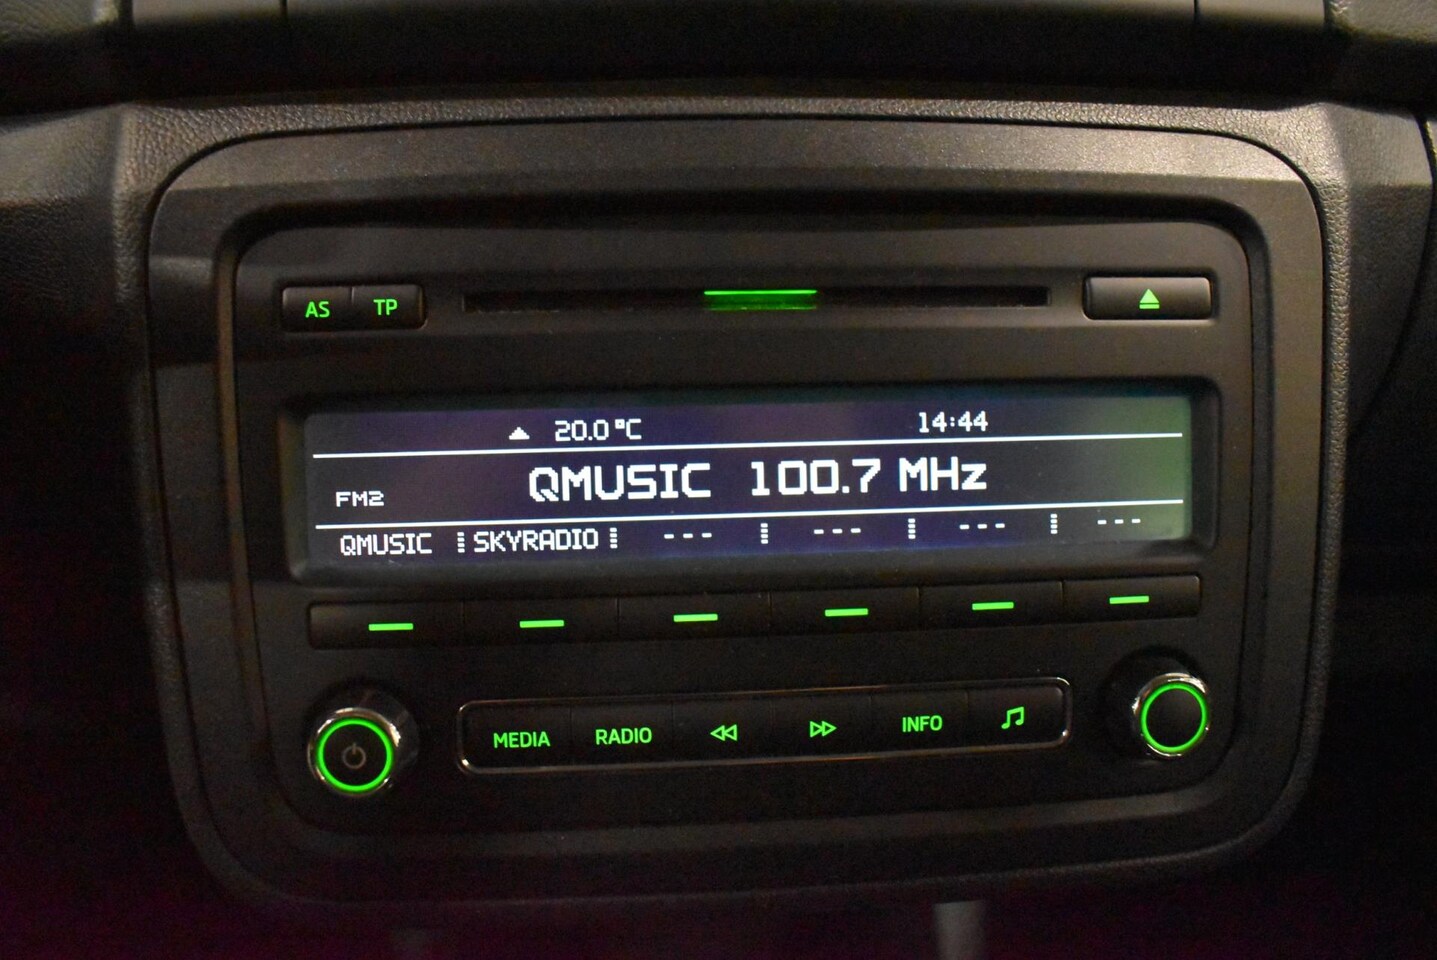 AS TP
20.0 °C 14:44
FM2 QMUSIC 100.7 MHz
QMUSIC SKYRADIO --- --- --- ---
MEDIA RADIO INFO